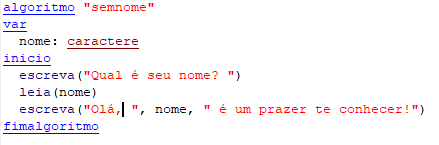 algoritmo "semnome"
var
nome: caractere
inicio
escreva("Qual é seu nome? ")
leia(nome)
escreva("Olá, ", nome, " é um prazer te conhecer!")
fimalgoritmo